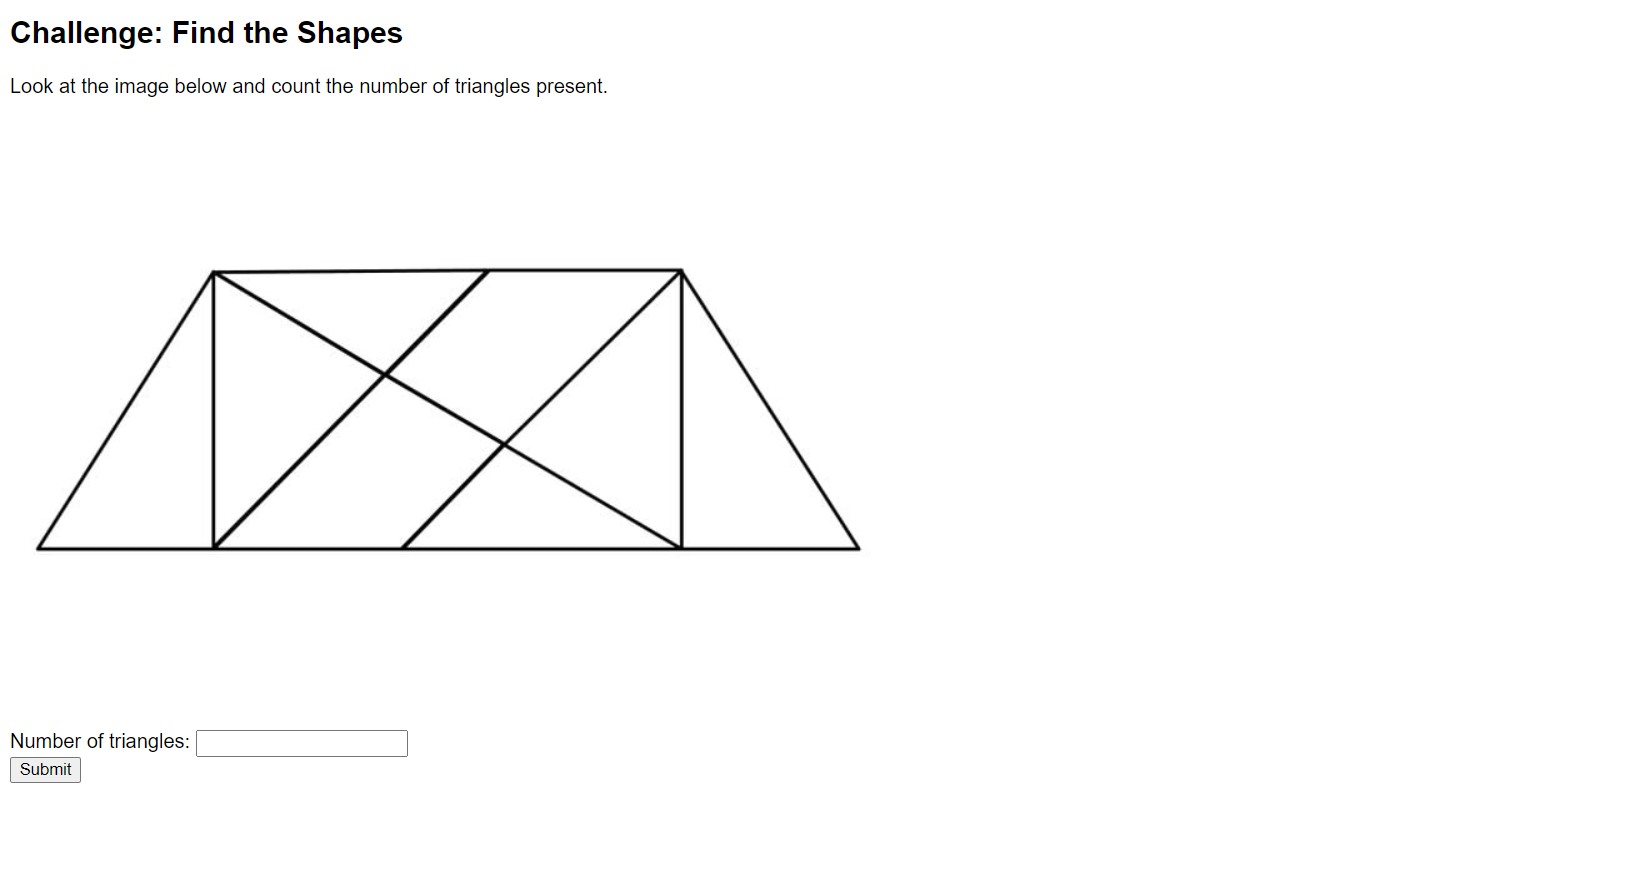 Challenge: Find the Shapes
Look at the image below and count the number of triangles present.
Number of triangles:
Submit